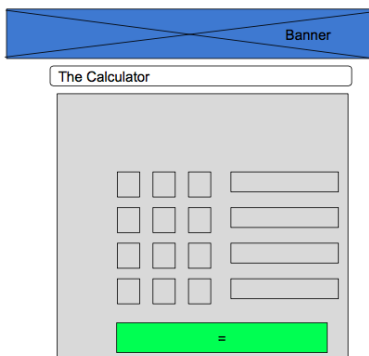 Banner
The Calculator
=